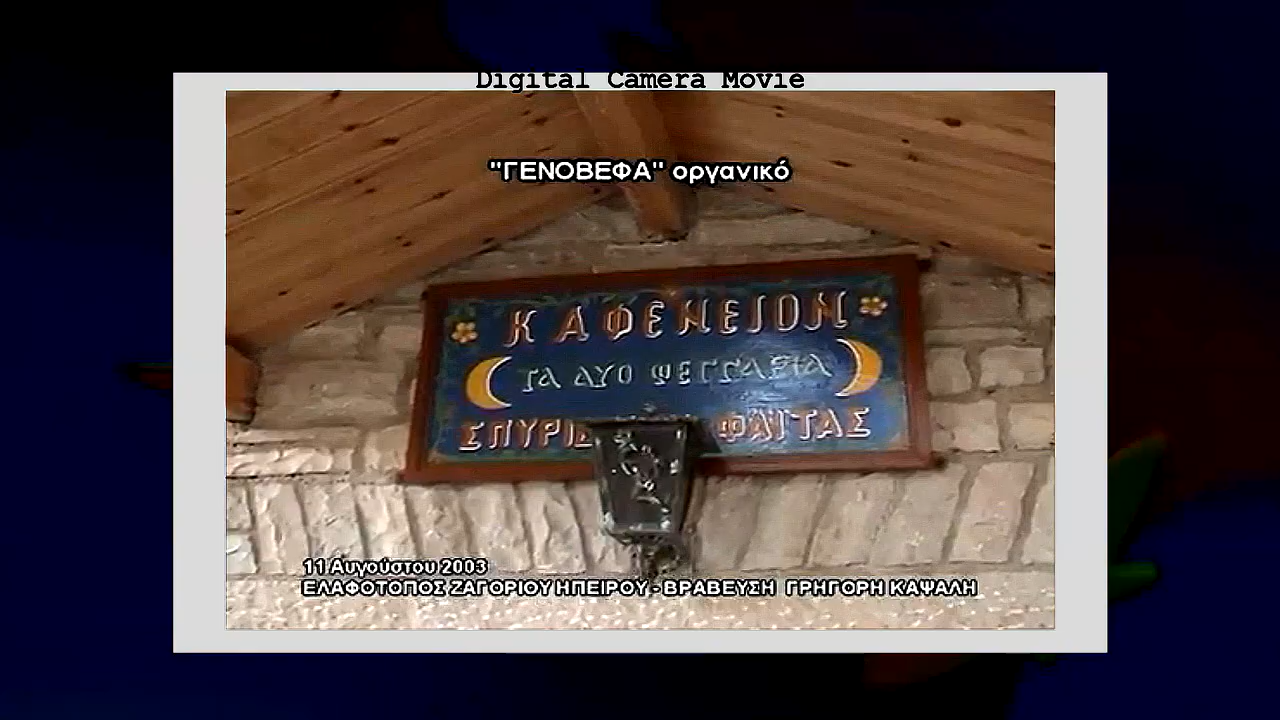 Digital Camera Movie
"ΓΕΝΟΒΕΦΑ" οργανικό
ΚΑΦΕΝΕΙΟΝ
ΤΑ ΔΥΟ ΦΕΓΓΑΡΙΑ
ΦΑΪΤΑΣ
11 Αυγούστου 2003
ΕΛΑΦΟΤΟΠΟΣ ΖΑΓΟΡΙΟΥ ΗΠΕΙΡΟΥ - ΒΡΑΒΕΥΣΗ ΓΡΗΓΟΡΗ ΚΑΨΑΛΗ